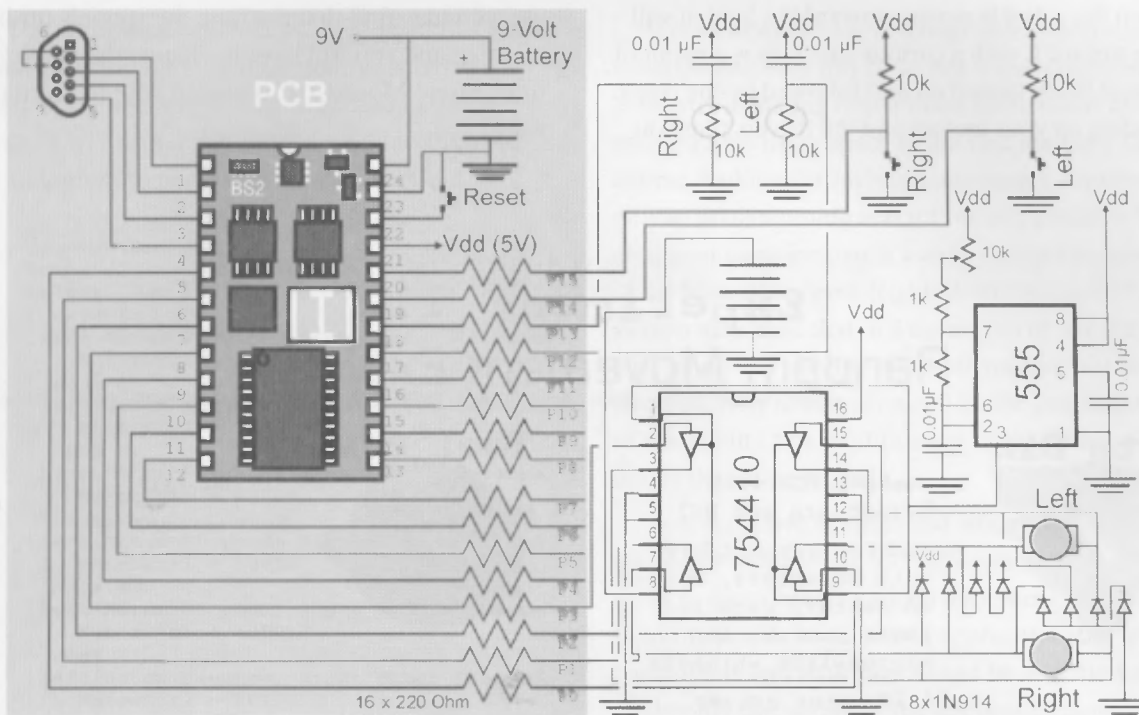 9V
9-Volt
Battery
+
PCB
1
5
9
BS2
1
2
3
4
5
6
7
8
9
10
11
12
24
23
22
21
20
19
18
17
16
15
14
13
Reset
Vdd (5V)
P15
P14
P13
P12
P11
P10
P9
P8
P7
P6
P5
P4
P3
P2
P1
P0
16 x 220 Ohm
Vdd
Vdd
0.01 µF
0.01 µF
Right
Left
10k
10k
Vdd
Vdd
10k
10k
Right
Left
Vdd
Vdd
10k
1k
1k
0.01µF
7
6
2
3
555
8
4
5
1
0.01µF
Vdd
1
2
3
4
5
6
7
8
754410
16
15
14
13
12
11
10
9
Left
Vdd
8x1N914
Right